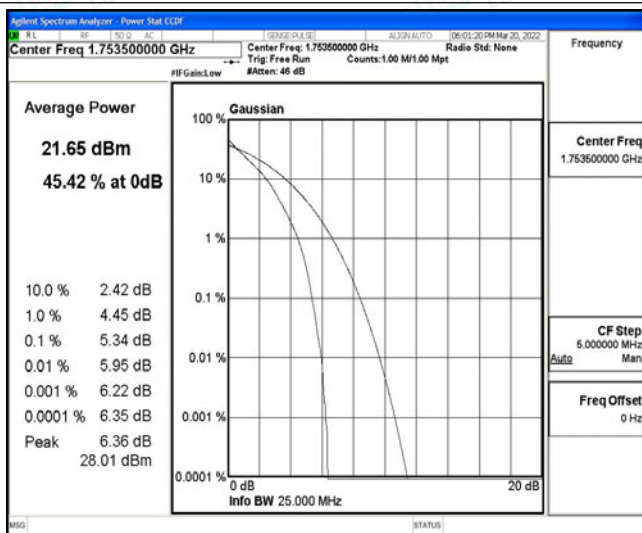 Agilent Spectrum Analyzer - Power Stat CCDF
RL RF 50 Ω AC SENSE:PULSE ALIGN AUTO 06:01:20 PM Mar 20, 2022
Center Freq 1.753500000 GHz
Center Freq: 1.753500000 GHz Radio Std: None
Trig: Free Run Counts:1.00 M/1.00 Mpt
#IFGain:Low #Atten: 46 dB
Frequency
Average Power
21.65 dBm
45.42 % at 0dB
10.0 % 2.42 dB
1.0 % 4.45 dB
0.1 % 5.34 dB
0.01 % 5.95 dB
0.001 % 6.22 dB
0.0001 % 6.35 dB
Peak 6.36 dB
28.01 dBm
Gaussian
100 %
10 %
1 %
0.1 %
0.01 %
0.001 %
0.0001 %
0 dB 20 dB
Info BW 25.000 MHz
Center Freq
1.753500000 GHz
CF Step
5.000000 MHz
Auto Man
Freq Offset
0 Hz
MSG STATUS